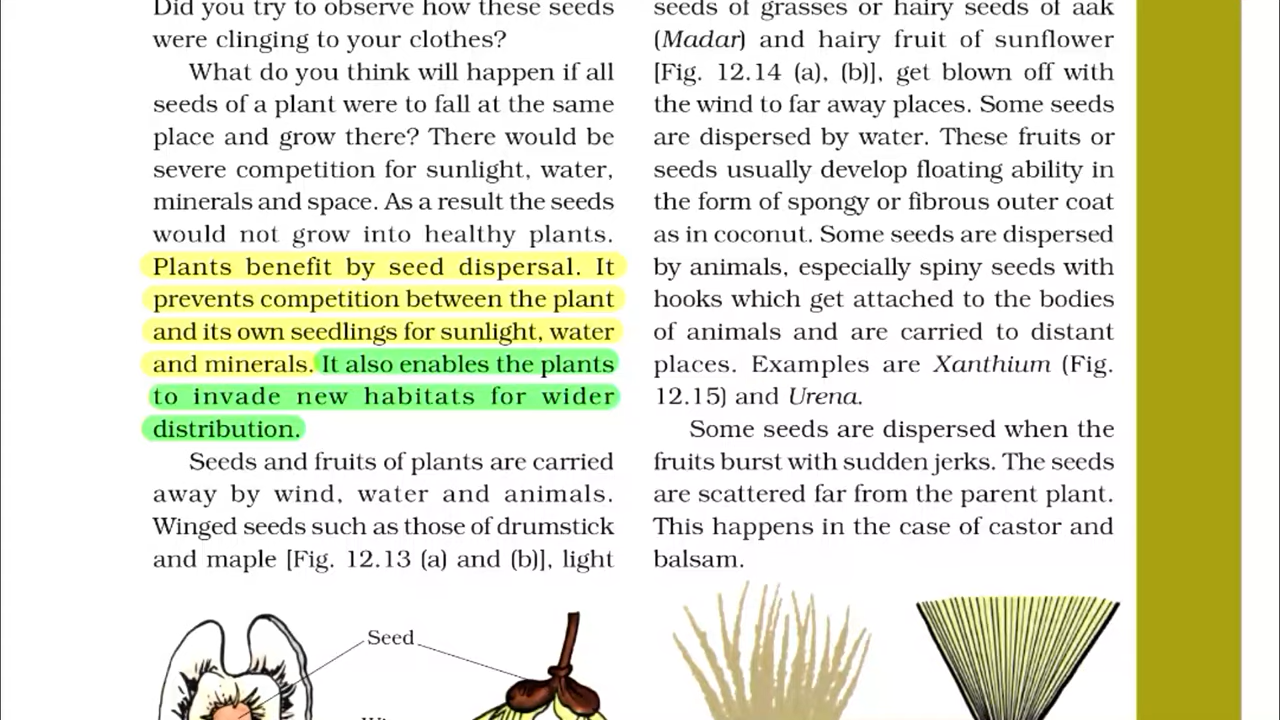 Did you try to observe how these seeds
were clinging to your clothes?
What do you think will happen if all
seeds of a plant were to fall at the same
place and grow there? There would be
severe competition for sunlight, water,
minerals and space. As a result the seeds
would not grow into healthy plants.
Plants benefit by seed dispersal. It
prevents competition between the plant
and its own seedlings for sunlight, water
and minerals. It also enables the plants
to invade new habitats for wider
distribution.
Seeds and fruits of plants are carried
away by wind, water and animals.
Winged seeds such as those of drumstick
and maple [Fig. 12.13 (a) and (b)], light
seeds of grasses or hairy seeds of aak
(Madar) and hairy fruit of sunflower
[Fig. 12.14 (a), (b)], get blown off with
the wind to far away places. Some seeds
are dispersed by water. These fruits or
seeds usually develop floating ability in
the form of spongy or fibrous outer coat
as in coconut. Some seeds are dispersed
by animals, especially spiny seeds with
hooks which get attached to the bodies
of animals and are carried to distant
places. Examples are Xanthium (Fig.
12.15) and Urena.
Some seeds are dispersed when the
fruits burst with sudden jerks. The seeds
are scattered far from the parent plant.
This happens in the case of castor and
balsam.
Seed